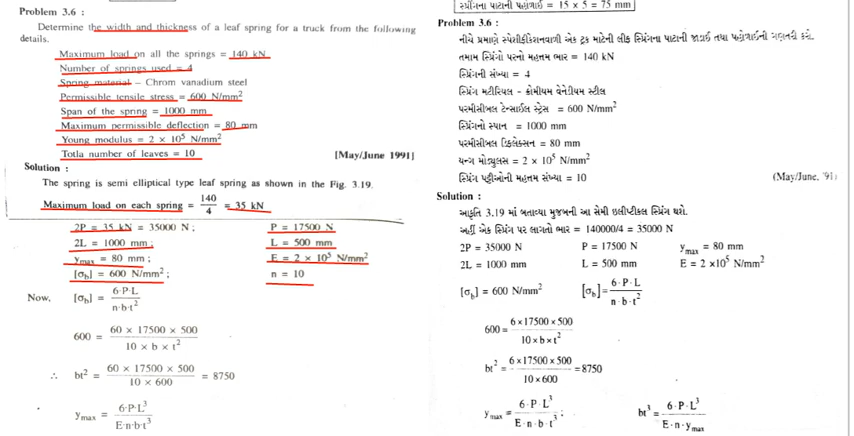 Problem 3.6 :
Determine the width and thickness of a leaf spring for a truck from the following
details.
Maximum load on all the springs = 140 kN
Number of springs used = 4
Spring material – Chrom vanadium steel
Permissible tensile stress = 600 N/mm²
Span of the spring = 1000 mm
Maximum permissible deflection = 80 mm
Young modulus = 2 × 10⁵ N/mm²
Totla number of leaves = 10 [May/June 1991]
Solution :
The spring is semi elliptical type leaf spring as shown in the Fig. 3.19.
Maximum load on each spring = 140/4 = 35 kN
2P = 35 kN = 35000 N ; P = 17500 N
2L = 1000 mm ; L = 500 mm
yₘₐₓ = 80 mm ; E = 2 × 10⁵ N/mm²
[σ_b] = 600 N/mm² ; n = 10
Now, [σ_b] = 6·P·L / n·b·t²
600 = 60 × 17500 × 500 / 10 × b × t²
∴ bt² = 60 × 17500 × 500 / 10 × 600 = 8750
yₘₐₓ = 6·P·L³ / E·n·b·t³
સ્પ્રિંગના પાટાની પહોળાઈ = 15 × 5 = 75 mm
Problem 3.6 :
નીચે પ્રમાણે સ્પેશીફીકેશનવાળી એક ટ્રક માટેની લીફ સ્પ્રિંગના પાટાની જાડાઈ તથા પહોળાઈની ગણતરી કરો.
તમામ સ્પ્રિંગો પરનો મહત્તમ ભાર = 140 kN
સ્પ્રિંગની સંખ્યા = 4
સ્પ્રિંગ મટીરિયલ - ક્રોમીયમ વેનેડીયમ સ્ટીલ
પરમીસીબલ ટેન્સાઈલ સ્ટ્રેસ = 600 N/mm²
સ્પ્રિંગનો સ્પાન = 1000 mm
પરમીસીબલ ડિફ્લેક્સન = 80 mm
યન્ગ મોડ્યુલસ = 2 × 10⁵ N/mm²
સ્પ્રિંગ પટ્ટીઓની મહત્તમ સંખ્યા = 10 (May/June, '91)
Solution :
આકૃતિ 3.19 માં બતાવ્યા મુજબની આ સેમી ઇલીપ્ટીકલ સ્પ્રિંગ થશે.
અહીં એક સ્પ્રિંગ પર લાગતો ભાર = 140000/4 = 35000 N
2P = 35000 N P = 17500 N yₘₐₓ = 80 mm
2L = 1000 mm L = 500 mm E = 2 ×10⁵ N/mm²
[σ_b] = 600 N/mm² [σ_b] = 6·P·L / n·b·t²
600 = 6×17500×500 / 10×b×t²
bt² = 6×17500×500 / 10×600 = 8750
yₘₐₓ = 6·P·L³ / E·n·b·t³ ; bt³ = 6·P·L³ / E·n·yₘₐₓ